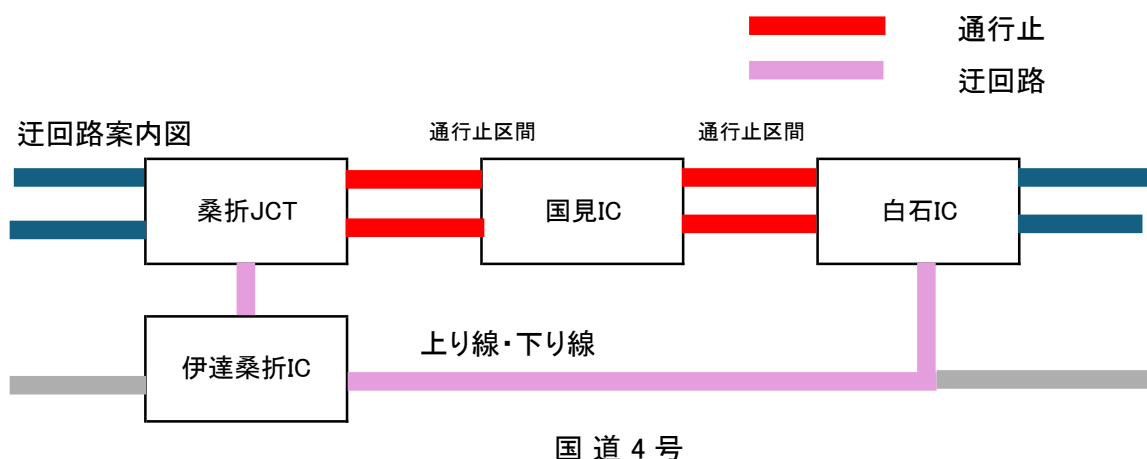 通行止
迂回路
迂回路案内図
通行止区間
通行止区間
桑折JCT
国見IC
白石IC
上り線・下り線
伊達桑折IC
国道4号